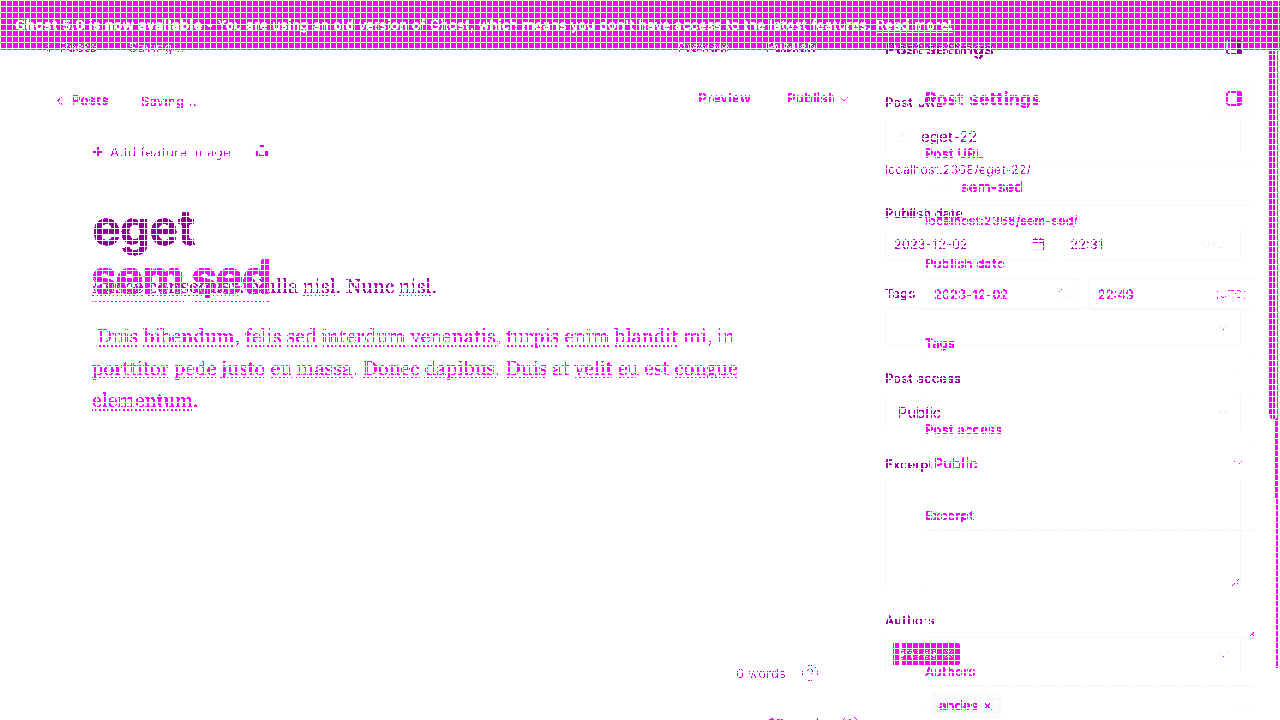 Ghost 5.0 is now available - You are using an old version of Ghost, which means you don't have access to the latest features. Read more!
Post settings
Posts
Saving...
Preview
Publish
Post settings
Post URL
Add feature image
eget-22
Post URL
localhost:2368/eget-22/
sem-sed
eget
Publish date
localhost:2368/sem-sed/
2023-12-02
22:31
Publish date
sem sed
nulla nisl. Nunc nisl.
Tags
2023-12-02
22:49
(UTC)
Duis bibendum, felis sed interdum venenatis, turpis enim blandit mi, in
porttitor pede justo eu massa. Donec dapibus. Duis at velit eu est congue
elementum.
Tags
Post access
Public
Post access
Excerpt
Public
Excerpt
Authors
6 words
Authors
ancies ×